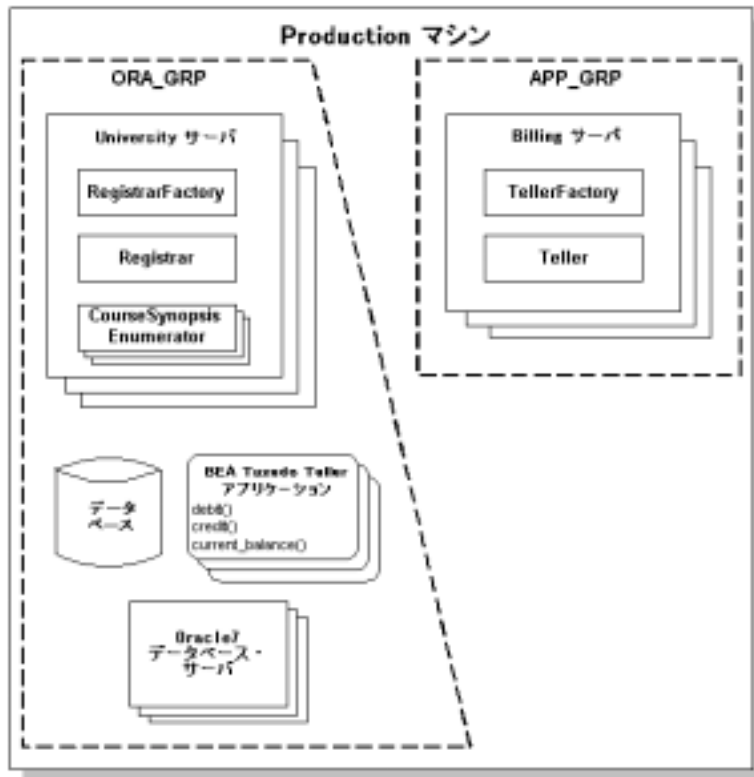 Production マシン
ORA_GRP
University サーバ
RegistrarFactory
Registrar
CourseSynopsis
Enumerator
データ
ベース
BEA Tuxedo Teller
アプリケーション
debit()
credit()
current_balance()
Oracle7
データベース・
サーバ
APP_GRP
Billing サーバ
TellerFactory
Teller